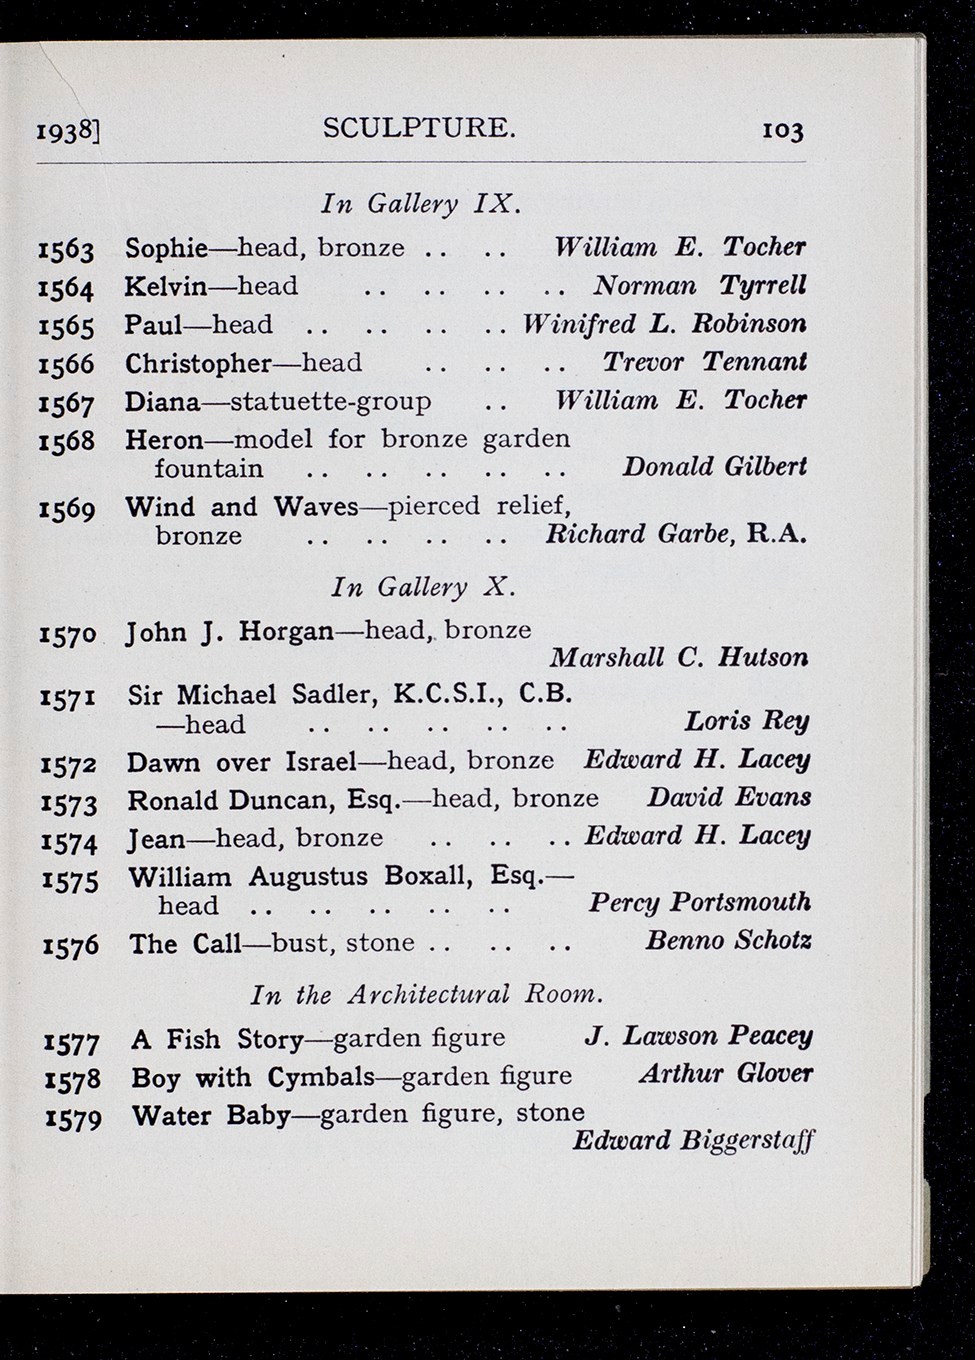 1938] SCULPTURE. 103
In Gallery IX.
1563 Sophie—head, bronze .. .. William E. Tocher
1564 Kelvin—head .. .. .. .. Norman Tyrrell
1565 Paul—head .. .. .. .. Winifred L. Robinson
1566 Christopher—head .. .. .. Trevor Tennant
1567 Diana—statuette-group .. William E. Tocher
1568 Heron—model for bronze garden
fountain .. .. .. .. .. Donald Gilbert
1569 Wind and Waves—pierced relief,
bronze .. .. .. .. Richard Garbe, R.A.
In Gallery X.
1570 John J. Horgan—head, bronze
Marshall C. Hutson
1571 Sir Michael Sadler, K.C.S.I., C.B.
—head .. .. .. .. .. Loris Rey
1572 Dawn over Israel—head, bronze Edward H. Lacey
1573 Ronald Duncan, Esq.—head, bronze David Evans
1574 Jean—head, bronze .. .. .. Edward H. Lacey
1575 William Augustus Boxall, Esq.—
head .. .. .. .. .. Percy Portsmouth
1576 The Call—bust, stone .. .. .. Benno Schotz
In the Architectural Room.
1577 A Fish Story—garden figure J. Lawson Peacey
1578 Boy with Cymbals—garden figure Arthur Glover
1579 Water Baby—garden figure, stone
Edward Biggerstaff